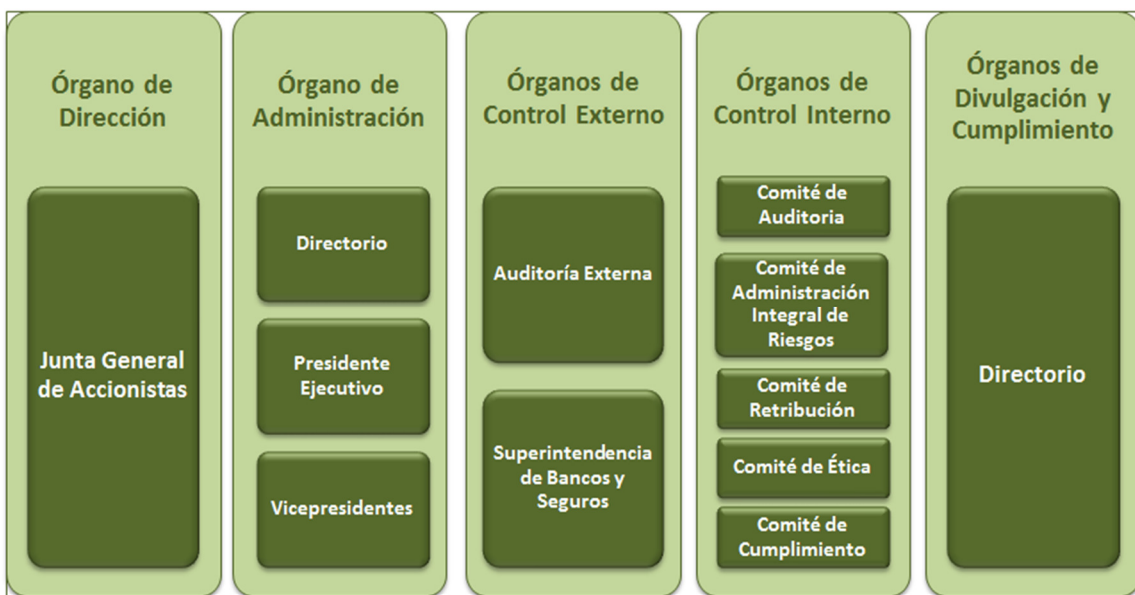 Órgano de
Dirección
Junta General
de Accionistas
Órgano de
Administración
Directorio
Presidente
Ejecutivo
Vicepresidentes
Órganos de
Control Externo
Auditoría Externa
Superintendencia
de Bancos y
Seguros
Órganos de
Control Interno
Comité de
Auditoria
Comité de
Administración
Integral de
Riesgos
Comité de
Retribución
Comité de Ética
Comité de
Cumplimiento
Órganos de
Divulgación y
Cumplimiento
Directorio